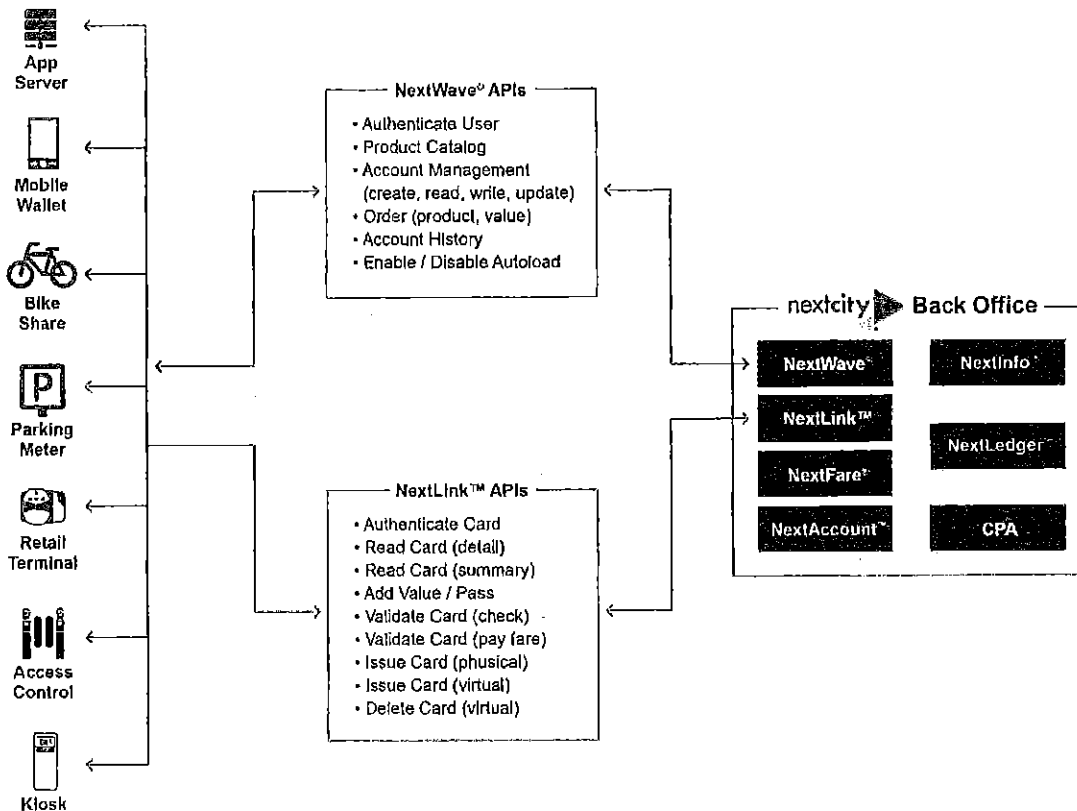 App
Server
Mobile
Wallet
Bike
Share
P
Parking
Meter
Retail
Terminal
Access
Control
Kiosk
NextWave® APIs
• Authenticate User
• Product Catalog
• Account Management
(create, read, write, update)
• Order (product, value)
• Account History
• Enable / Disable Autoload
NextLink™ APIs
• Authenticate Card
• Read Card (detail)
• Read Card (summary)
• Add Value / Pass
• Validate Card (check)
• Validate Card (pay fare)
• Issue Card (phusical)
• Issue Card (virtual)
• Delete Card (virtual)
nextcity Back Office
NextWave®
NextInfo
NextLink™
NextLedger
NextFare®
NextAccount™
CPA